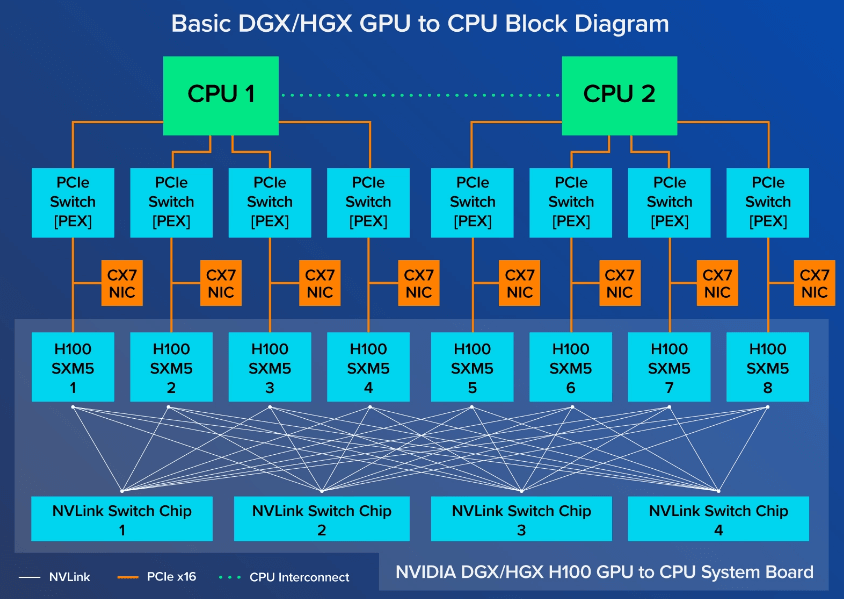 Basic DGX/HGX GPU to CPU Block Diagram
CPU 1
CPU 2
PCIe
Switch
[PEX]
PCIe
Switch
[PEX]
PCIe
Switch
[PEX]
PCIe
Switch
[PEX]
PCIe
Switch
[PEX]
PCIe
Switch
[PEX]
PCIe
Switch
[PEX]
PCIe
Switch
[PEX]
CX7
NIC
CX7
NIC
CX7
NIC
CX7
NIC
CX7
NIC
CX7
NIC
CX7
NIC
CX7
NIC
H100
SXM5
1
H100
SXM5
2
H100
SXM5
3
H100
SXM5
4
H100
SXM5
5
H100
SXM5
6
H100
SXM5
7
H100
SXM5
8
NVLink Switch Chip
1
NVLink Switch Chip
2
NVLink Switch Chip
3
NVLink Switch Chip
4
NVLink
PCIe x16
CPU Interconnect
NVIDIA DGX/HGX H100 GPU to CPU System Board